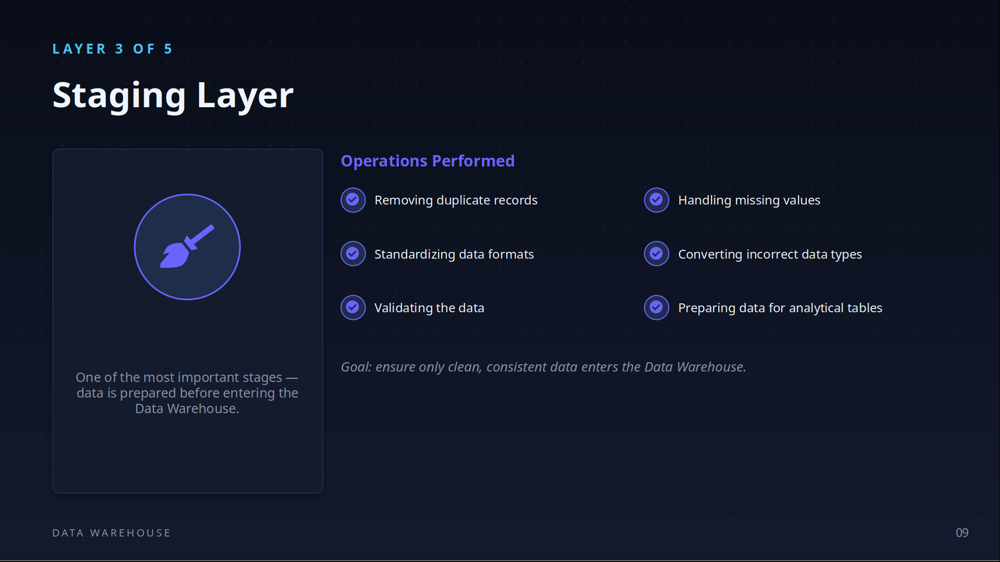 LAYER 3 OF 5
Staging Layer
One of the most important stages —
data is prepared before entering the
Data Warehouse.
Operations Performed
Removing duplicate records
Handling missing values
Standardizing data formats
Converting incorrect data types
Validating the data
Preparing data for analytical tables
Goal: ensure only clean, consistent data enters the Data Warehouse.
DATA WAREHOUSE
09